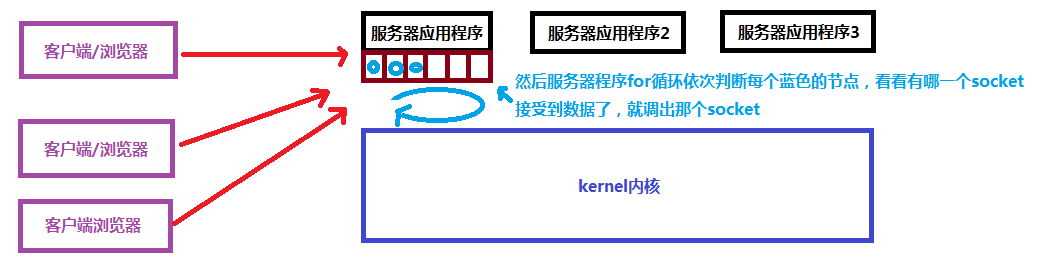 客户端/浏览器
服务器应用程序
服务器应用程序2
服务器应用程序3
然后服务器程序for循环依次判断每个蓝色的节点，看看有哪一个socket
接受到数据了，就调出那个socket
客户端/浏览器
kernel内核
客户端浏览器